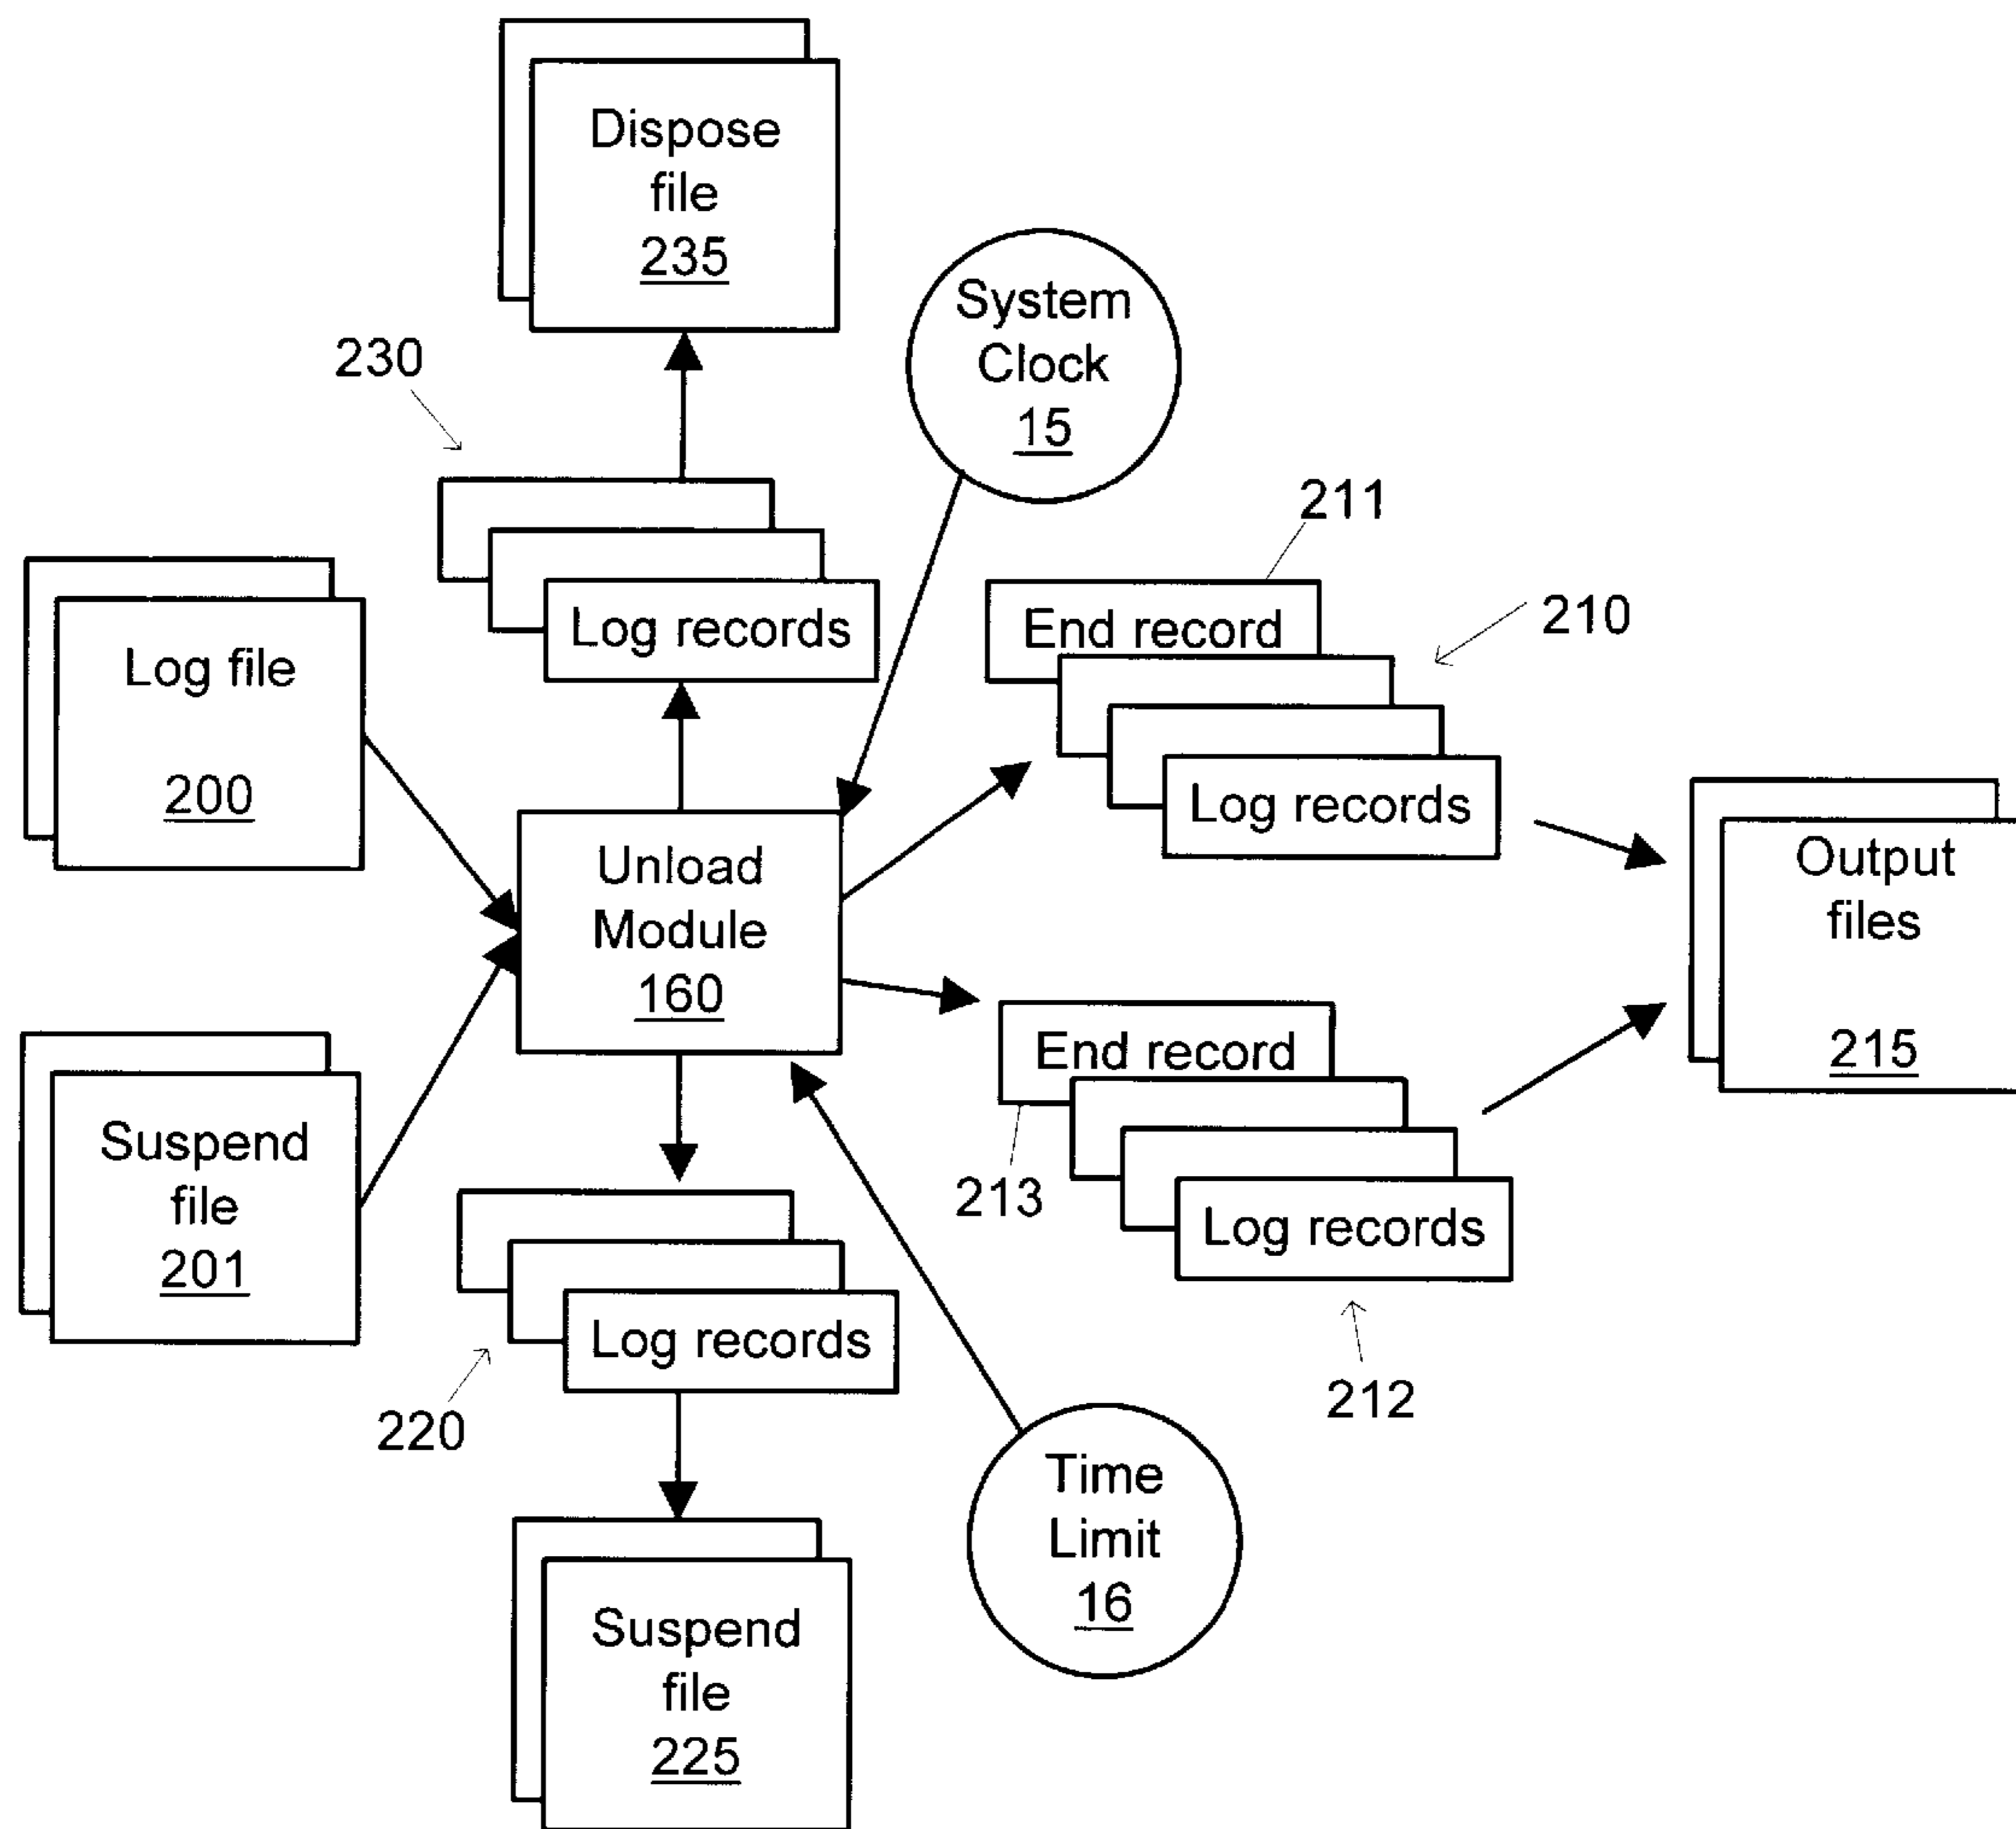 Dispose
file
235
System
Clock
15
230
211
End record
210
Log records
Log file
200
Log records
Unload
Module
160
Output
files
215
End record
213
Suspend
file
201
Log records
212
Log records
220
Time
Limit
16
Suspend
file
225